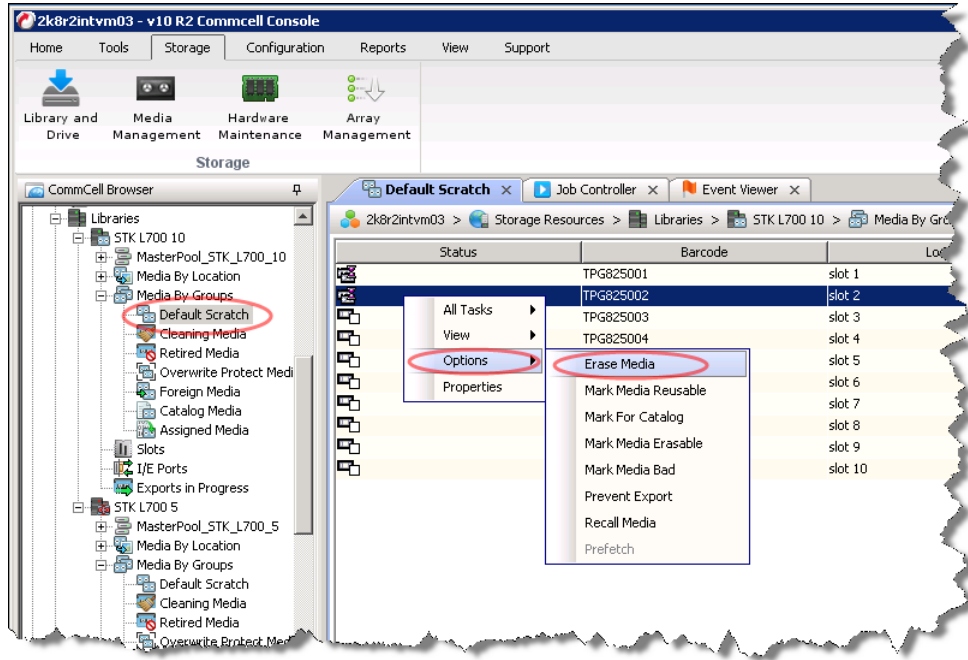 2k8r2intvm03 - v10 R2 Commcell Console
Home Tools Storage Configuration Reports View Support
Library and Drive
Media Management
Hardware Maintenance
Array Management
Storage
CommCell Browser
Libraries
STK L700 10
MasterPool_STK_L700_10
Media By Location
Media By Groups
Default Scratch
Cleaning Media
Retired Media
Overwrite Protect Medi
Foreign Media
Catalog Media
Assigned Media
Slots
I/E Ports
Exports in Progress
STK L700 5
MasterPool_STK_L700_5
Media By Location
Media By Groups
Default Scratch
Cleaning Media
Retired Media
Overwrite Protect Med
Default Scratch Job Controller Event Viewer
2k8r2intvm03 > Storage Resources > Libraries > STK L700 10 > Media By Gro
Status Barcode Loc
TPG825001 slot 1
TPG825002 slot 2
TPG825003 slot 3
TPG825004 slot 4
slot 5
slot 6
slot 7
slot 8
slot 9
slot 10
All Tasks
View
Options
Properties
Erase Media
Mark Media Reusable
Mark For Catalog
Mark Media Erasable
Mark Media Bad
Prevent Export
Recall Media
Prefetch